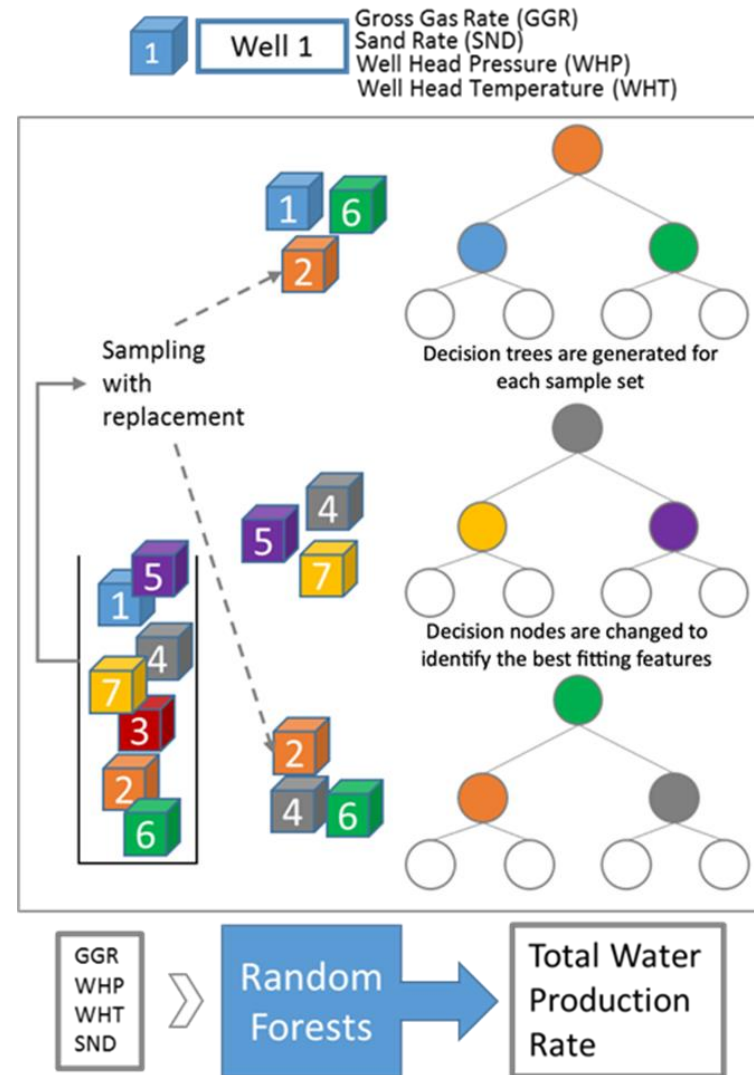 1
Well 1
Gross Gas Rate (GGR)
Sand Rate (SND)
Well Head Pressure (WHP)
Well Head Temperature (WHT)
1
6
2
Decision trees are generated for
each sample set
Sampling
with
replacement
4
5
7
Decision nodes are changed to
identify the best fitting features
5
1
4
7
3
2
6
2
4
6
GGR
WHP
WHT
SND
Random
Forests
Total Water
Production
Rate